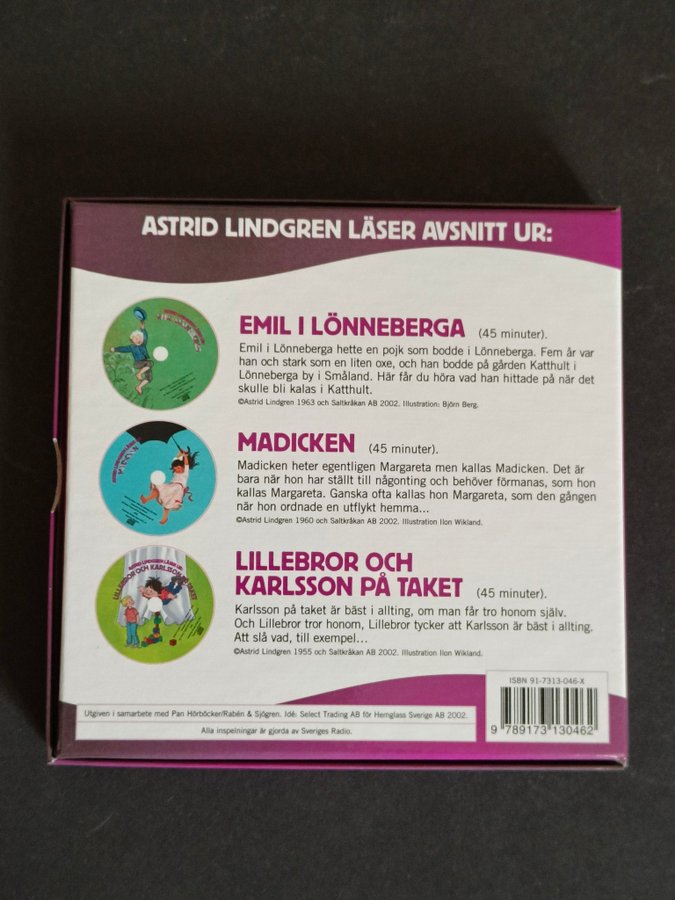 ASTRID LINDGREN LÄSER AVSNITT UR:
EMIL I LÖNNEBERGA (45 minuter).
Emil i Lönneberga hette en pojk som bodde i Lönneberga. Fem år var
han och stark som en liten oxe, och han bodde på gården Katthult i
Lönneberga by i Småland. Här får du höra vad han hittade på när det
skulle bli kalas i Katthult.
©Astrid Lindgren 1963 och Saltkråkan AB 2002. Illustration: Björn Berg.
MADICKEN (45 minuter).
Madicken heter egentligen Margareta men kallas Madicken. Det är
bara när hon har ställt till någonting och behöver förmanas, som hon
kallas Margareta. Ganska ofta kallas hon Margareta, som den gången
när hon ordnade en utflykt hemma...
©Astrid Lindgren 1960 och Saltkråkan AB 2002. Illustration Ilon Wikland.
ASTRID LINDGREN LÄSER UR:
LILLEBROR OCH KARLSSON PÅ TAKET
LILLEBROR OCH
KARLSSON PÅ TAKET (45 minuter).
Karlsson på taket är bäst i allting, om man får tro honom själv.
Och Lillebror tror honom, Lillebror tycker att Karlsson är bäst i allting.
Att slå vad, till exempel...
©Astrid Lindgren 1955 och Saltkråkan AB 2002. Illustration Ilon Wikland.
ISBN 91-7313-046-X
9 789173 130462
Utgiven i samarbete med Pan Hörböcker/Rabén & Sjögren. Idé: Select Trading AB för Hemglass Sverige AB 2002.
Alla inspelningar är gjorda av Sveriges Radio.